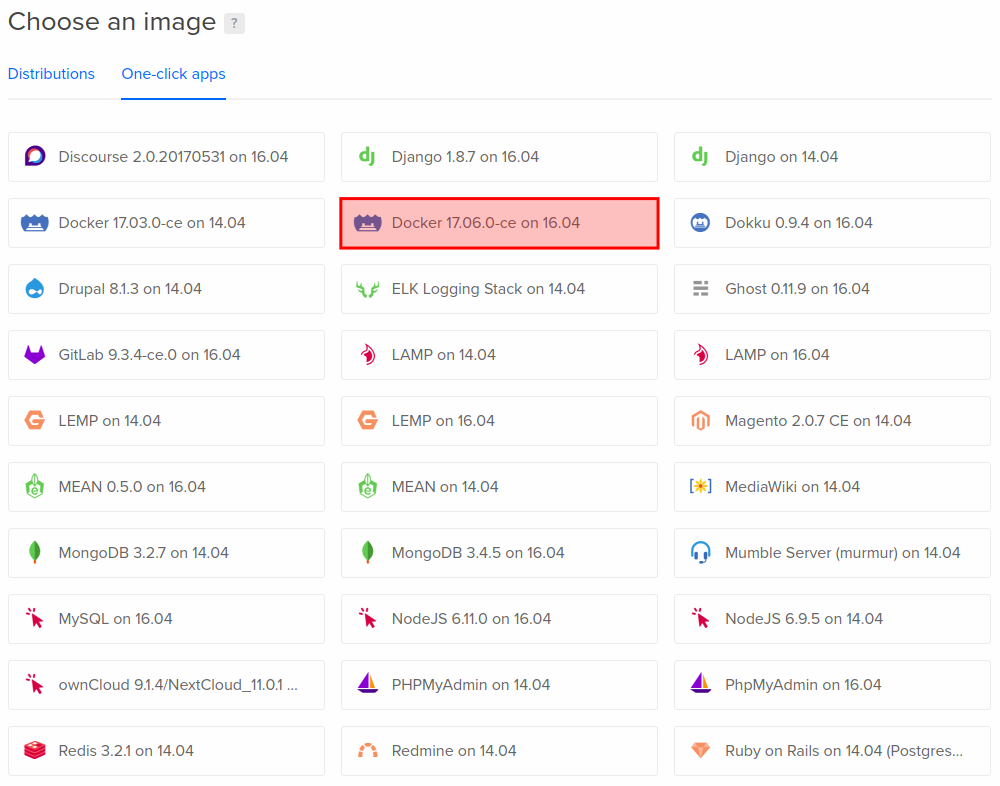 Choose an image ?
Distributions One-click apps
Discourse 2.0.20170531 on 16.04
Django 1.8.7 on 16.04
Django on 14.04
Docker 17.03.0-ce on 14.04
Docker 17.06.0-ce on 16.04
Dokku 0.9.4 on 16.04
Drupal 8.1.3 on 14.04
ELK Logging Stack on 14.04
Ghost 0.11.9 on 16.04
GitLab 9.3.4-ce.0 on 16.04
LAMP on 14.04
LAMP on 16.04
LEMP on 14.04
LEMP on 16.04
Magento 2.0.7 CE on 14.04
MEAN 0.5.0 on 16.04
MEAN on 14.04
MediaWiki on 14.04
MongoDB 3.2.7 on 14.04
MongoDB 3.4.5 on 16.04
Mumble Server (murmur) on 14.04
MySQL on 16.04
NodeJS 6.11.0 on 16.04
NodeJS 6.9.5 on 14.04
ownCloud 9.1.4/NextCloud_11.0.1 ...
PHPMyAdmin on 14.04
PhpMyAdmin on 16.04
Redis 3.2.1 on 14.04
Redmine on 14.04
Ruby on Rails on 14.04 (Postgres...